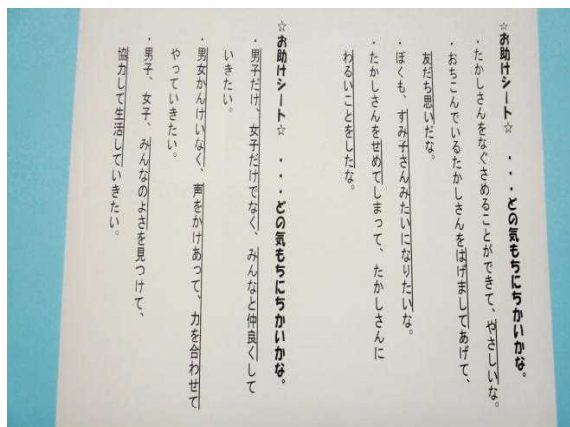 ☆お助けシート☆ ・・・どの気もちにちかいかな。
・たかしさんをなぐさめることができて、やさしいな。
・おちこんでいるたかしさんをはげましてあげて、
友だち思いだな。
・ぼくも、すみ子さんみたいになりたいな。
・たかしさんをせめてしまって、たかしさんに
わるいことをしたな。
☆お助けシート☆ ・・・どの気もちにちかいかな。
・男子だけ、女子だけでなく、みんなと仲良くして
いきたい。
・男女かんけいなく、声をかけあって、力を合わせて
やっていきたい。
・男子、女子、みんなのよさを見つけて、
協力して生活していきたい。